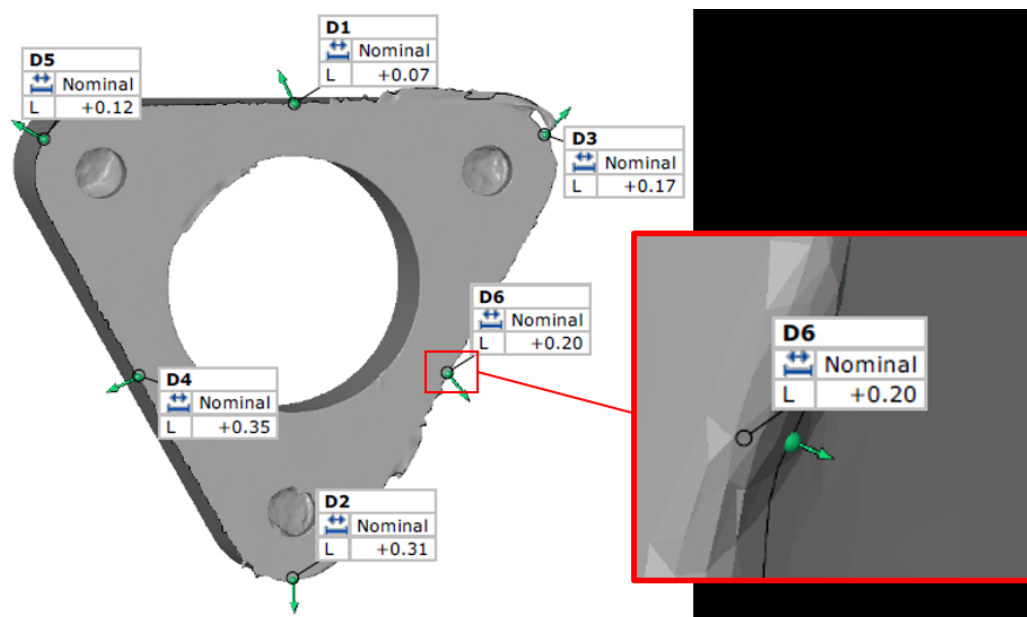 D1
Nominal
L +0.07
D5
Nominal
L +0.12
D3
Nominal
L +0.17
D6
Nominal
L +0.20
D4
Nominal
L +0.35
D2
Nominal
L +0.31
D6
Nominal
L +0.20